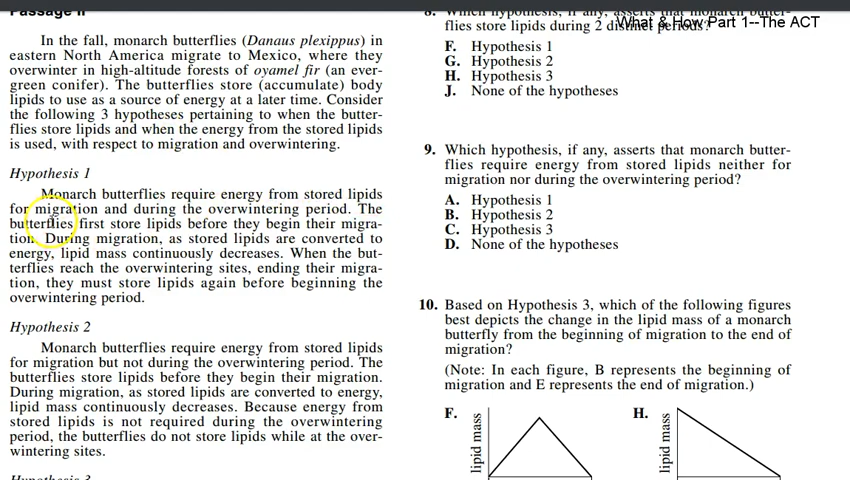 Passage II
In the fall, monarch butterflies (Danaus plexippus) in
eastern North America migrate to Mexico, where they
overwinter in high-altitude forests of oyamel fir (an ever-
green conifer). The butterflies store (accumulate) body
lipids to use as a source of energy at a later time. Consider
the following 3 hypotheses pertaining to when the butter-
flies store lipids and when the energy from the stored lipids
is used, with respect to migration and overwintering.
Hypothesis 1
Monarch butterflies require energy from stored lipids
for migration and during the overwintering period. The
butterflies first store lipids before they begin their migra-
tion. During migration, as stored lipids are converted to
energy, lipid mass continuously decreases. When the but-
terflies reach the overwintering sites, ending their migra-
tion, they must store lipids again before beginning the
overwintering period.
Hypothesis 2
Monarch butterflies require energy from stored lipids
for migration but not during the overwintering period. The
butterflies store lipids before they begin their migration.
During migration, as stored lipids are converted to energy,
lipid mass continuously decreases. Because energy from
stored lipids is not required during the overwintering
period, the butterflies do not store lipids while at the over-
wintering sites.
Hypothesis 3
8. Which hypothesis, if any, asserts that monarch butter-
flies store lipids during 2 distinct periods?
What & How Part 1--The ACT
F. Hypothesis 1
G. Hypothesis 2
H. Hypothesis 3
J. None of the hypotheses
9. Which hypothesis, if any, asserts that monarch butter-
flies require energy from stored lipids neither for
migration nor during the overwintering period?
A. Hypothesis 1
B. Hypothesis 2
C. Hypothesis 3
D. None of the hypotheses
10. Based on Hypothesis 3, which of the following figures
best depicts the change in the lipid mass of a monarch
butterfly from the beginning of migration to the end of
migration?
(Note: In each figure, B represents the beginning of
migration and E represents the end of migration.)
F.
lipid mass
H.
lipid mass